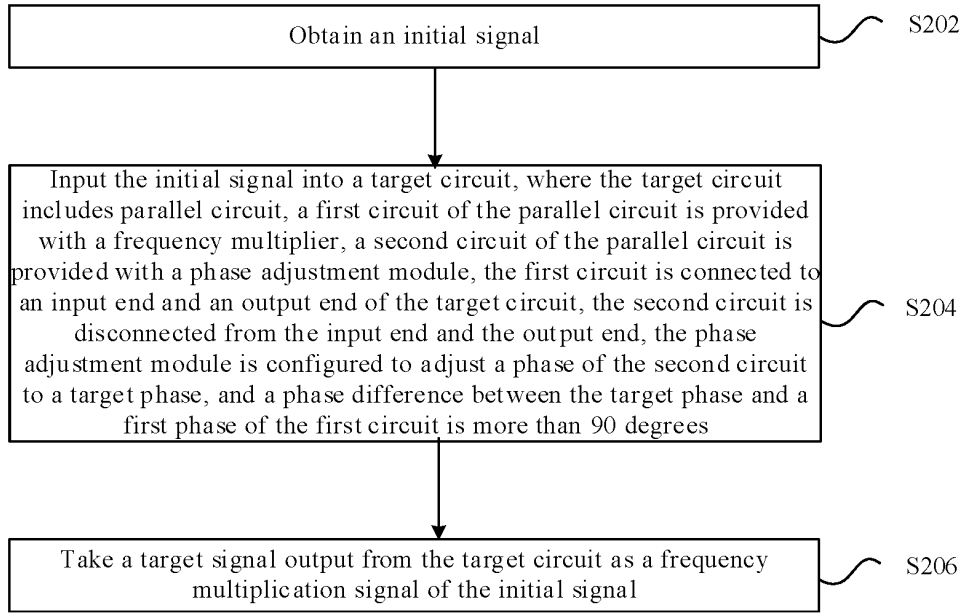 Obtain an initial signal
S202
Input the initial signal into a target circuit, where the target circuit
includes parallel circuit, a first circuit of the parallel circuit is provided
with a frequency multiplier, a second circuit of the parallel circuit is
provided with a phase adjustment module, the first circuit is connected to
an input end and an output end of the target circuit, the second circuit is
disconnected from the input end and the output end, the phase
adjustment module is configured to adjust a phase of the second circuit
to a target phase, and a phase difference between the target phase and a
first phase of the first circuit is more than 90 degrees
S204
Take a target signal output from the target circuit as a frequency
multiplication signal of the initial signal
S206